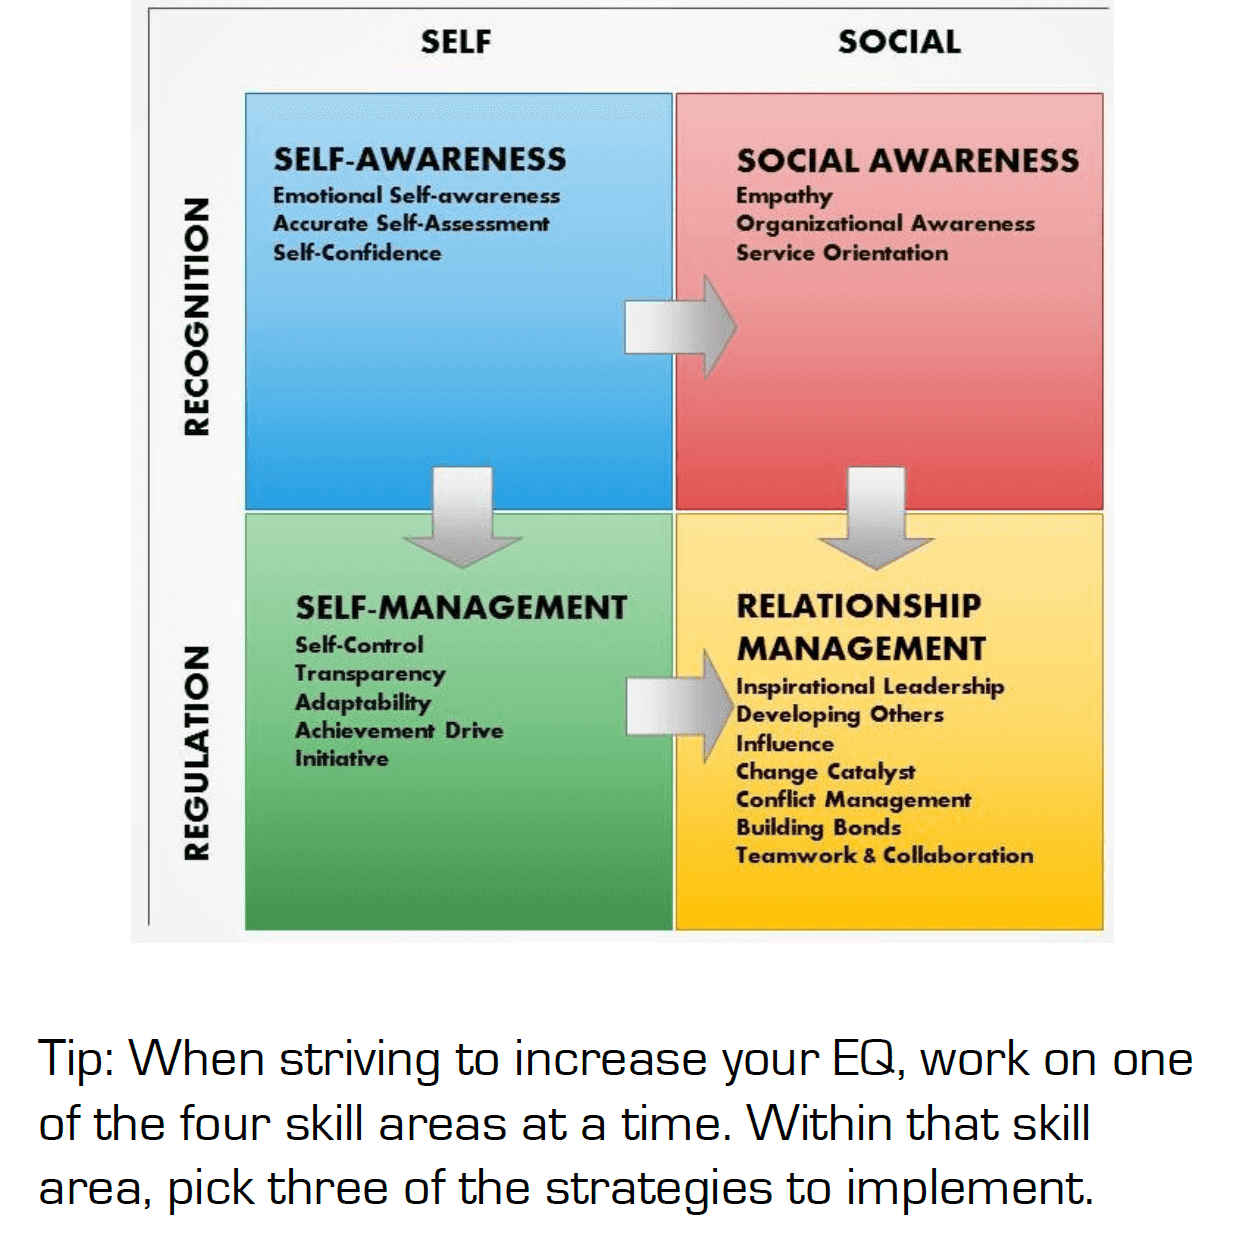 SELF
SOCIAL
RECOGNITION
SELF-AWARENESS
Emotional Self-awareness
Accurate Self-Assessment
Self-Confidence
SOCIAL AWARENESS
Empathy
Organizational Awareness
Service Orientation
REGULATION
SELF-MANAGEMENT
Self-Control
Transparency
Adaptability
Achievement Drive
Initiative
RELATIONSHIP
MANAGEMENT
Inspirational Leadership
Developing Others
Influence
Change Catalyst
Conflict Management
Building Bonds
Teamwork & Collaboration
Tip: When striving to increase your EQ, work on one
of the four skill areas at a time. Within that skill
area, pick three of the strategies to implement.